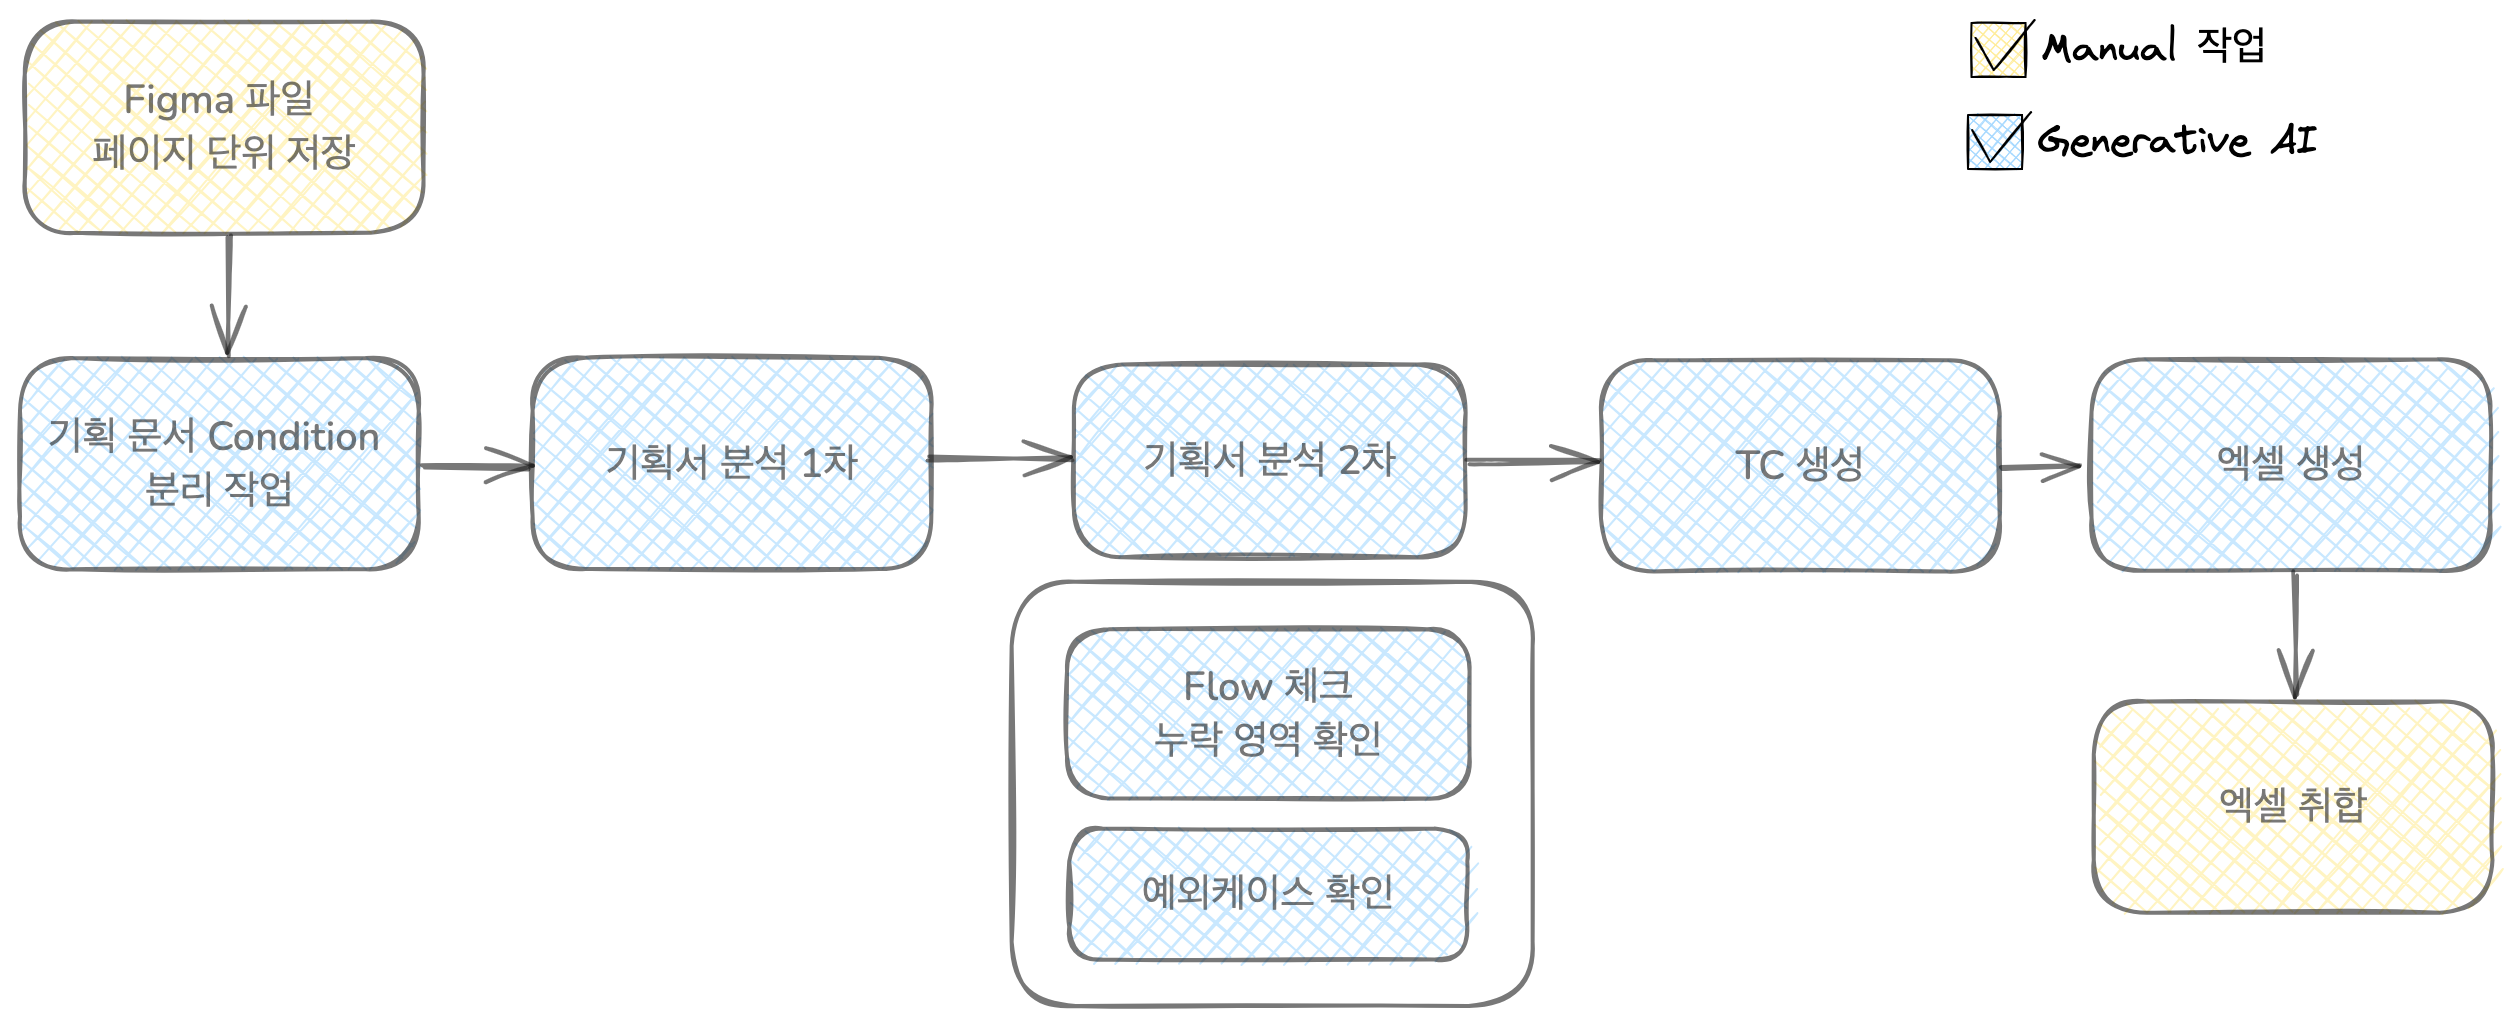 Figma 파일
페이지 단위 저장
Manual 작업
Generative AI
기획 문서 Condition
분리 작업
기획서 분석 1차
기획서 분석 2차
TC 생성
엑셀 생성
Flow 체크
누락 영역 확인
예외케이스 확인
엑셀 취합